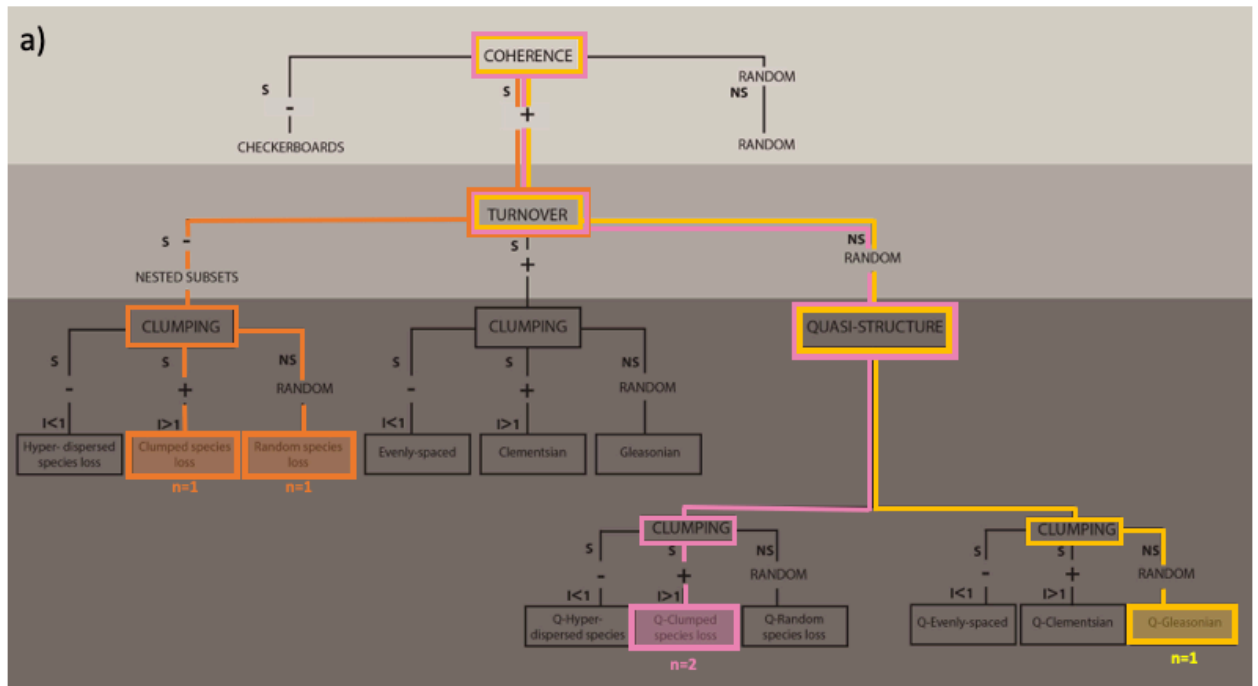 a)
COHERENCE
S
-
CHECKERBOARDS
S
+
RANDOM
NS
RANDOM
TURNOVER
S -
NESTED SUBSETS
S
+
NS
RANDOM
CLUMPING
S
-
I<1
Hyper- dispersed
species loss
S
+
I>1
Clumped species
loss
n=1
NS
RANDOM
Random species
loss
n=1
CLUMPING
S
-
I<1
Evenly-spaced
S
+
I>1
Clementsian
NS
RANDOM
Gleasonian
QUASI-STRUCTURE
CLUMPING
S
-
I<1
Q-Hyper-
dispersed species
S
+
I>1
Q-Clumped
species loss
n=2
NS
RANDOM
Q-Random
species loss
CLUMPING
S
-
I<1
Q-Evenly-spaced
S
+
I>1
Q-Clementsian
NS
RANDOM
Q-Gleasonian
n=1